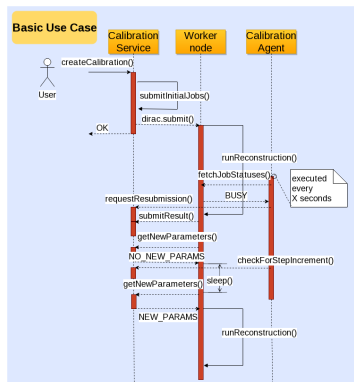 Basic Use Case
Calibration
Service
Worker
node
Calibration
Agent
createCalibration()
User
submitInitialJobs()
dirac.submit()
OK
runReconstruction()
fetchJobStatuses()
executed
every
X seconds
BUSY
requestResubmission()
submitResult()
getNewParameters()
NO_NEW_PARAMS
checkForStepIncrement()
sleep()
getNewParameters()
NEW_PARAMS
runReconstruction()